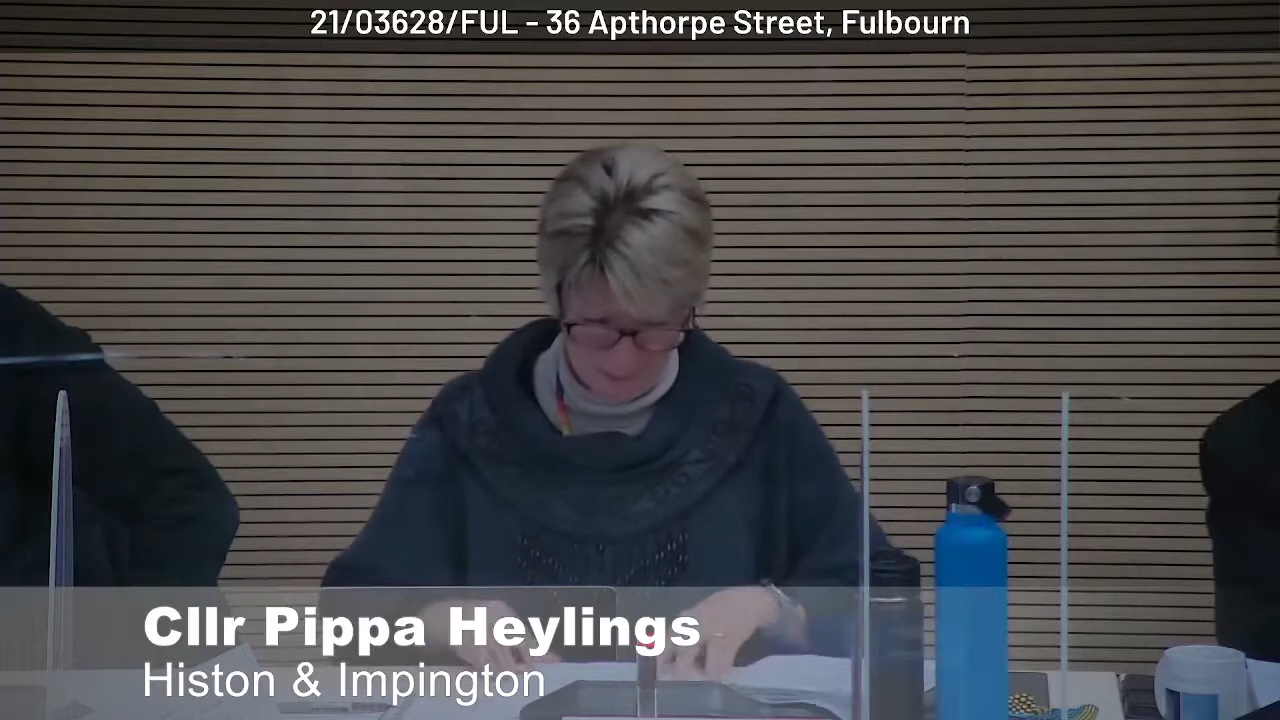 21/03628/FUL - 36 Apthorpe Street, Fulbourn
Cllr Pippa Heylings
Histon & Impington